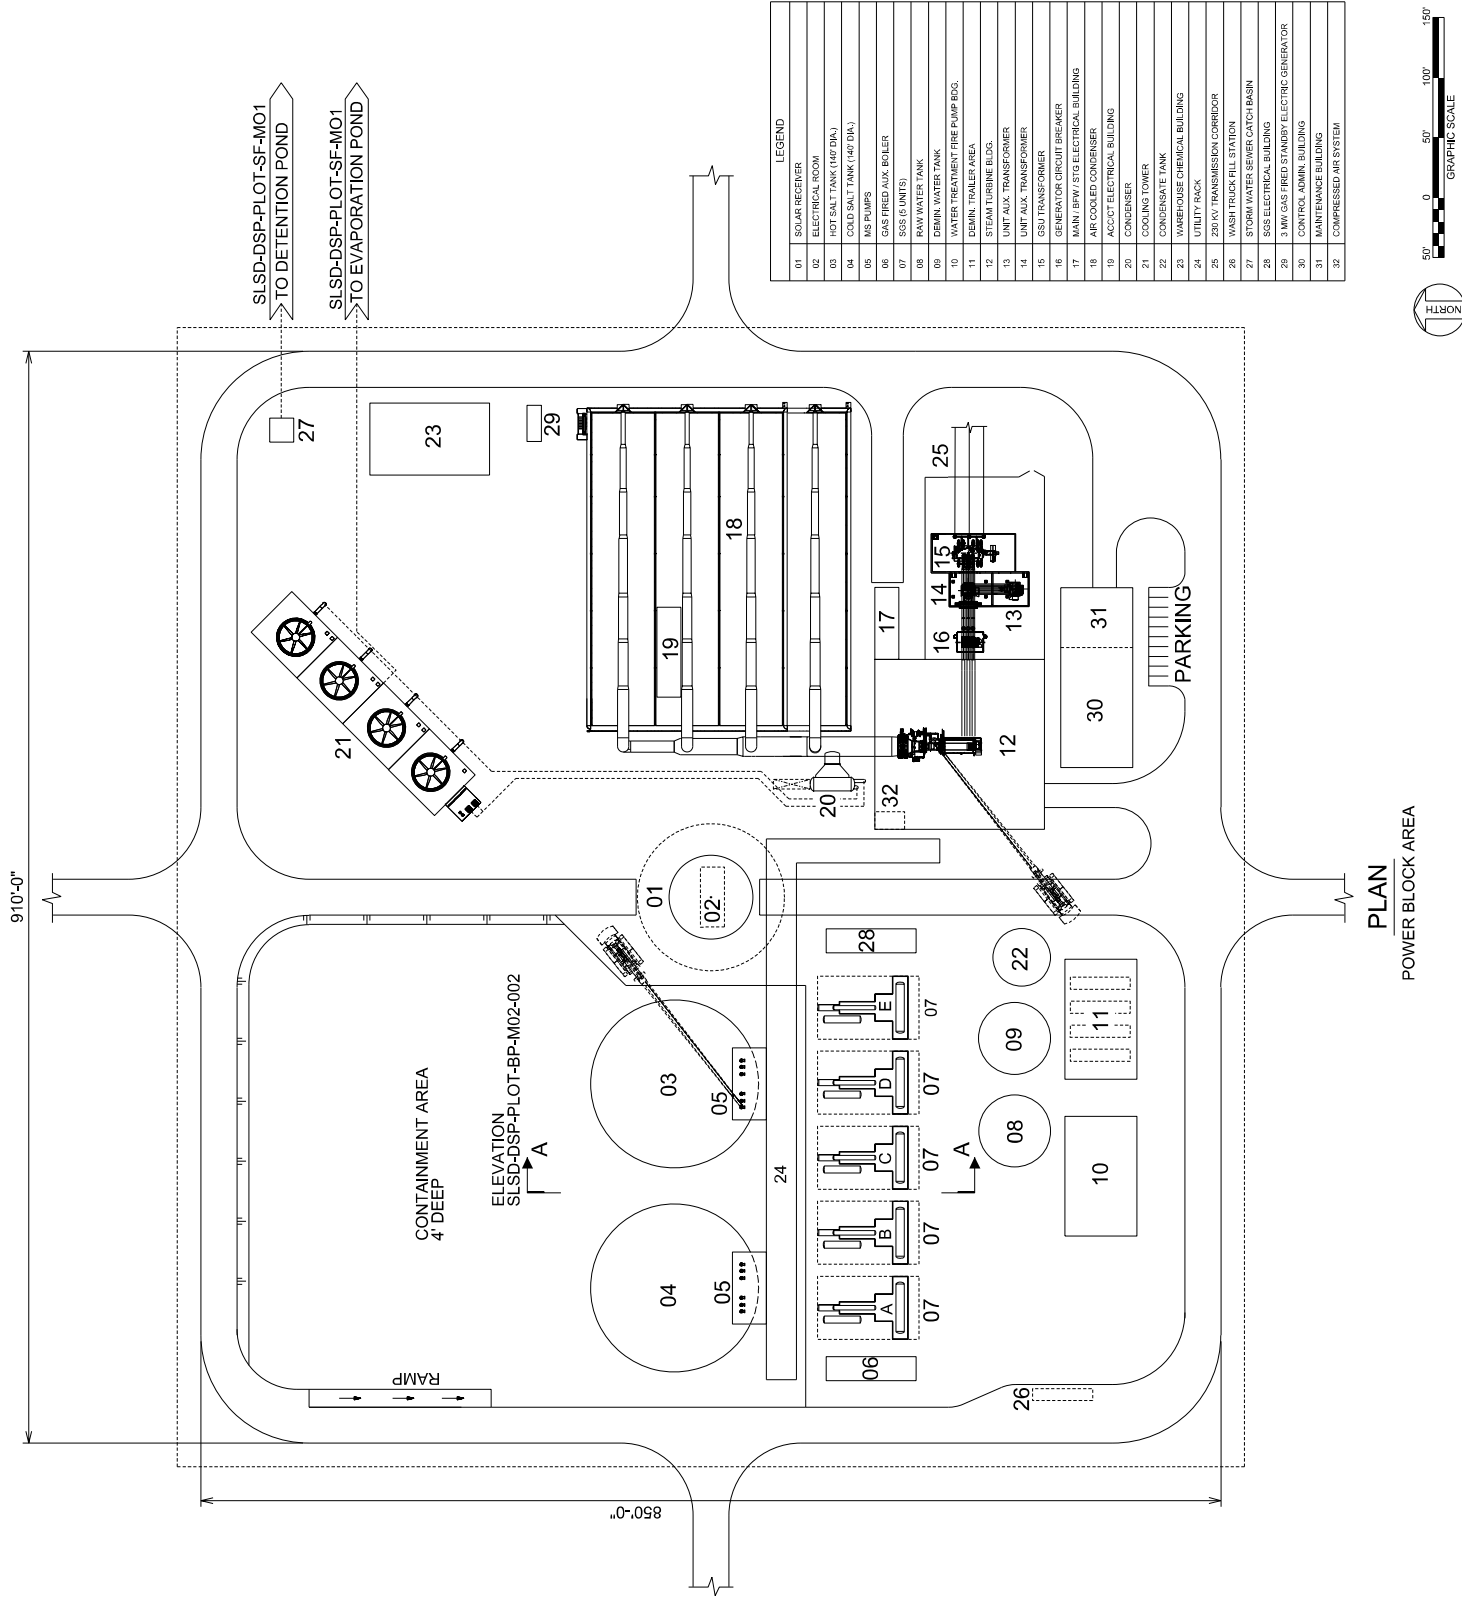 SLSD-DSP-PLOT-SF-MO1
TO DETENTION POND
SLSD-DSP-PLOT-SF-MO1
TO EVAPORATION POND
910'-0"
850'-0"
27
23
29
21
18
19
25
15
14
13
16
17
31
30
PARKING
12
20
32
01
02
CONTAINMENT AREA
4' DEEP
ELEVATION
SLSD-DSP-PLOT-BP-M02-002
A
A
RAMP
03
04
05
05
24
28
E
D
C
B
A
07
07
07
07
07
06
22
09
08
11
10
26
LEGEND
01 SOLAR RECEIVER
02 ELECTRICAL ROOM
03 HOT SALT TANK (140' DIA.)
04 COLD SALT TANK (140' DIA.)
05 MS PUMPS
06 GAS FIRED AUX. BOILER
07 SGS (5 UNITS)
08 RAW WATER TANK
09 DEMIN. WATER TANK
10 WATER TREATMENT FIRE PUMP BDG.
11 DEMIN. TRAILER AREA
12 STEAM TURBINE BLDG.
13 UNIT AUX. TRANSFORMER
14 UNIT AUX. TRANSFORMER
15 GSU TRANSFORMER
16 GENERATOR CIRCUIT BREAKER
17 MAIN / BFW / STG ELECTRICAL BUILDING
18 AIR COOLED CONDENSER
19 ACC/CT ELECTRICAL BUILDING
20 CONDENSER
21 COOLING TOWER
22 CONDENSATE TANK
23 WAREHOUSE CHEMICAL BUILDING
24 UTILITY RACK
25 230 KV TRANSMISSION CORRIDOR
26 WASH TRUCK FILL STATION
27 STORM WATER SEWER CATCH BASIN
28 SGS ELECTRICAL BUILDING
29 3 MW GAS FIRED STANDBY ELECTRIC GENERATOR
30 CONTROL ADMIN. BUILDING
31 MAINTENANCE BUILDING
32 COMPRESSED AIR SYSTEM
NORTH
50' 0 50' 100' 150'
GRAPHIC SCALE
PLAN
POWER BLOCK AREA